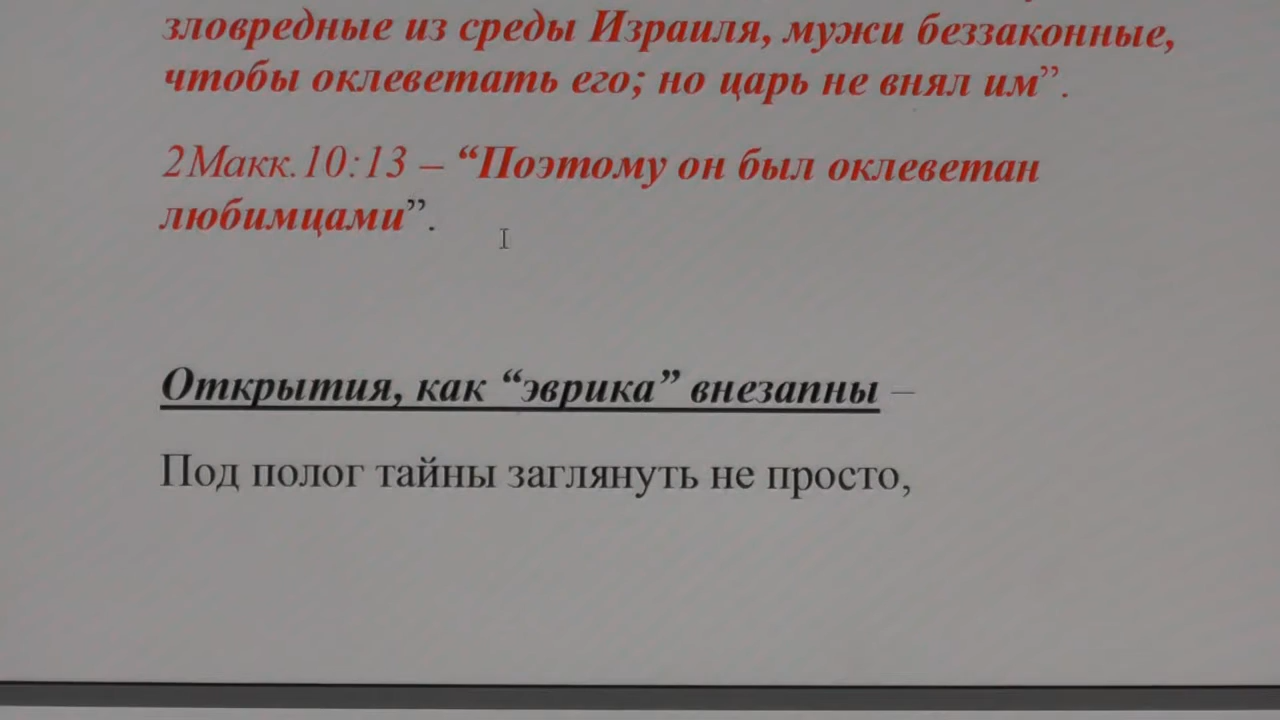 зловредные из среды Израиля, мужи беззаконные,
чтобы оклеветать его; но царь не внял им”.
2Макк.10:13 – “Поэтому он был оклеветан
любимцами”.
Открытия, как “эврика” внезапны –
Под полог тайны заглянуть не просто,